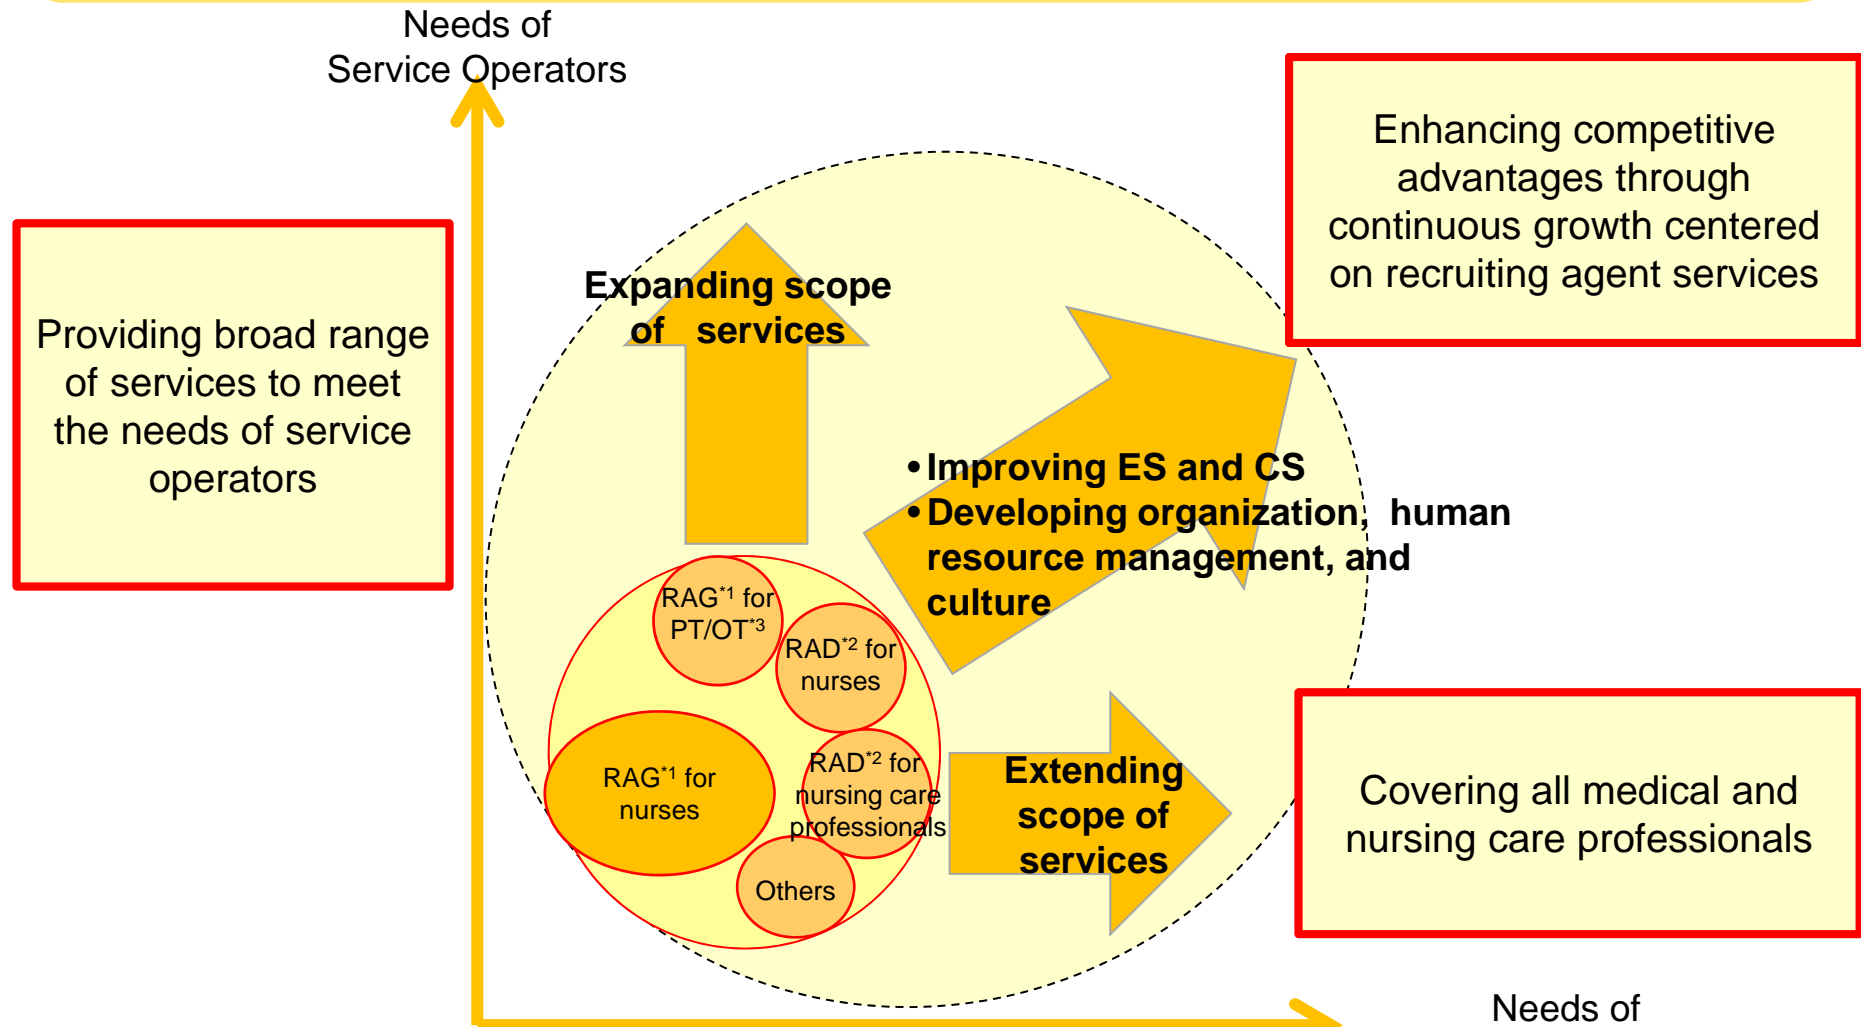 Needs of
Service Operators
Enhancing competitive
advantages through
continuous growth centered
on recruiting agent services
Providing broad range
of services to meet
the needs of service
operators
Expanding scope
of services
•Improving ES and CS
•Developing organization, human
resource management, and
culture
RAG*1 for
PT/OT*3
RAD*2 for
nurses
RAG*1 for
nurses
RAD*2 for
nursing care
professionals
Others
Extending
scope of
services
Covering all medical and
nursing care professionals
Needs of